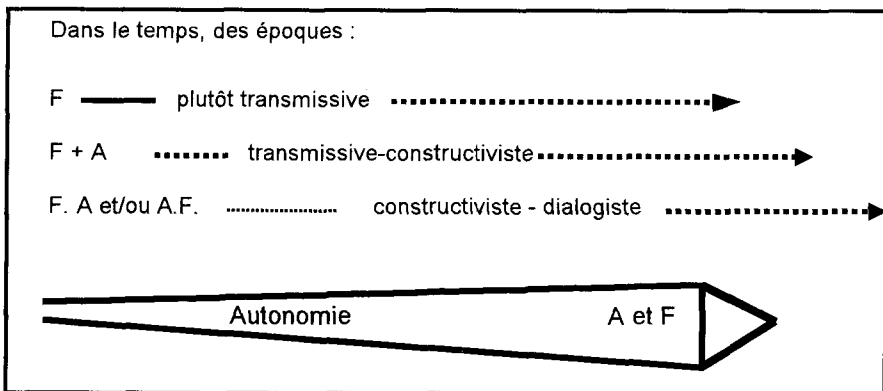 Dans le temps, des époques :
F plutôt transmissive
F + A transmissive-constructiviste
F. A et/ou A.F. constructiviste - dialogiste
Autonomie A et F